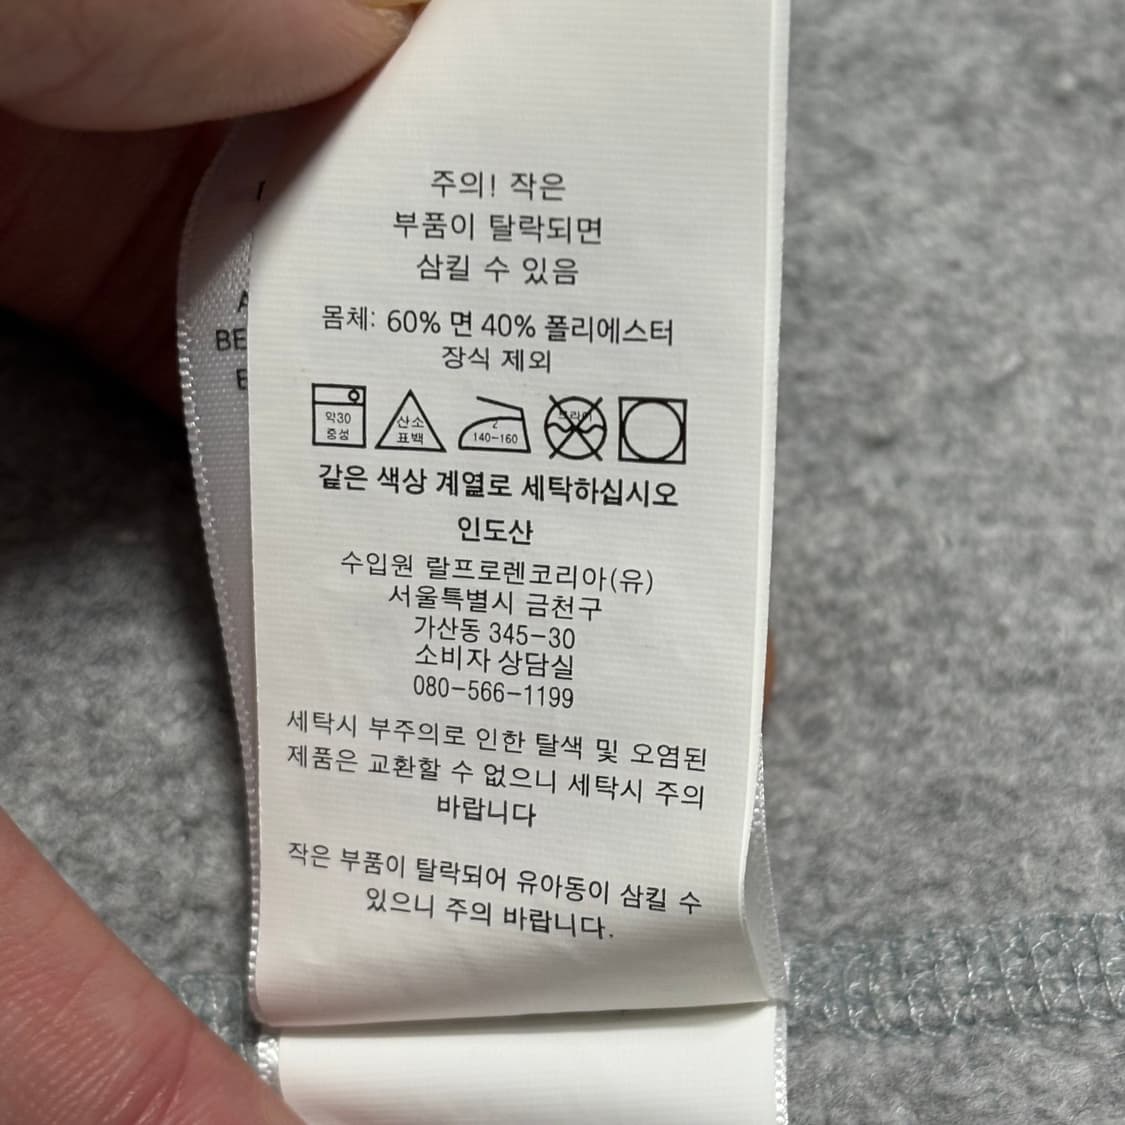 주의! 작은
부품이 탈락되면
삼킬 수 있음
몸체: 60% 면 40% 폴리에스터
장식 제외
약30
중성
산소
표백
2
140-160
드라이
같은 색상 계열로 세탁하십시오
인도산
수입원 랄프로렌코리아(유)
서울특별시 금천구
가산동 345-30
소비자 상담실
080-566-1199
세탁시 부주의로 인한 탈색 및 오염된
제품은 교환할 수 없으니 세탁시 주의
바랍니다
작은 부품이 탈락되어 유아동이 삼킬 수
있으니 주의 바랍니다.